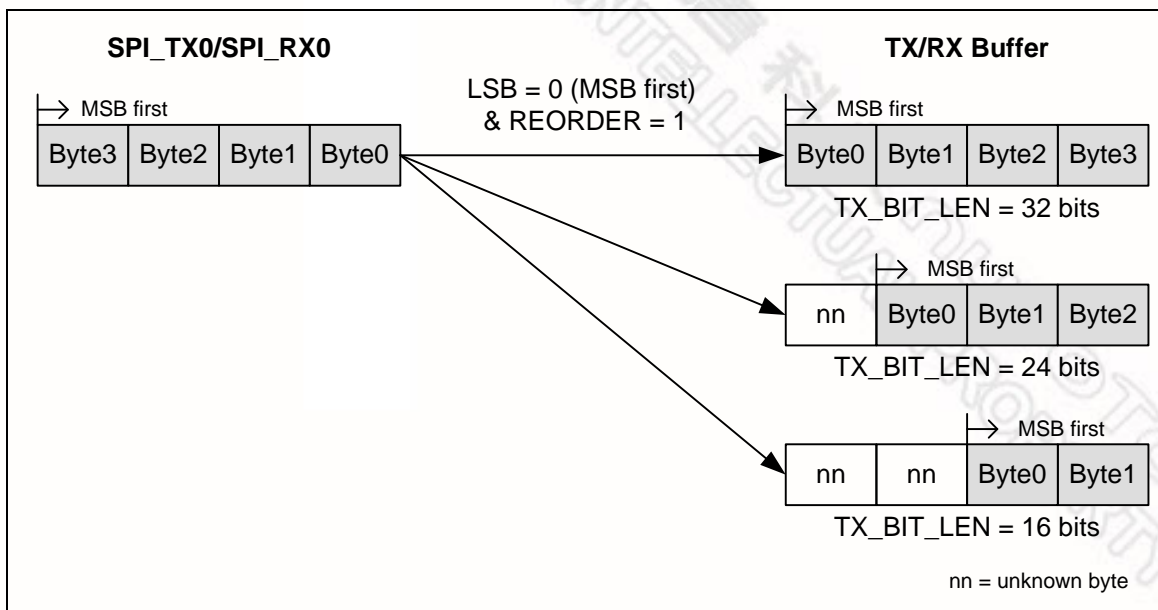 SPI_TX0/SPI_RX0
TX/RX Buffer
LSB = 0 (MSB first)
& REORDER = 1
MSB first
Byte3 Byte2 Byte1 Byte0
MSB first
Byte0 Byte1 Byte2 Byte3
TX_BIT_LEN = 32 bits
MSB first
nn Byte0 Byte1 Byte2
TX_BIT_LEN = 24 bits
MSB first
nn nn Byte0 Byte1
TX_BIT_LEN = 16 bits
nn = unknown byte